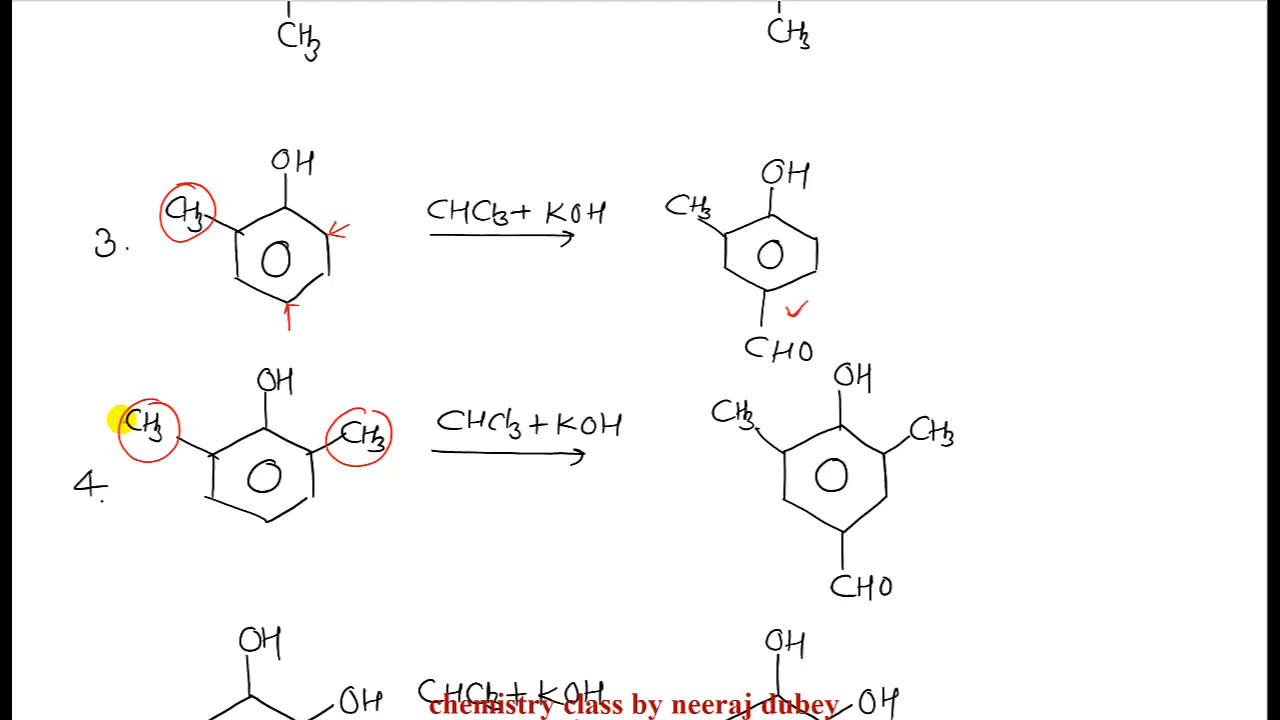 CH3 CH3
OH OH
CH3 CHCl3 + KOH CH3
3.
CHO
OH OH
CH3 CH3 CHCl3 + KOH CH3 CH3
4.
CHO
OH OH
OH CHCl3 + KOH OH
chemistry class by neeraj dubey